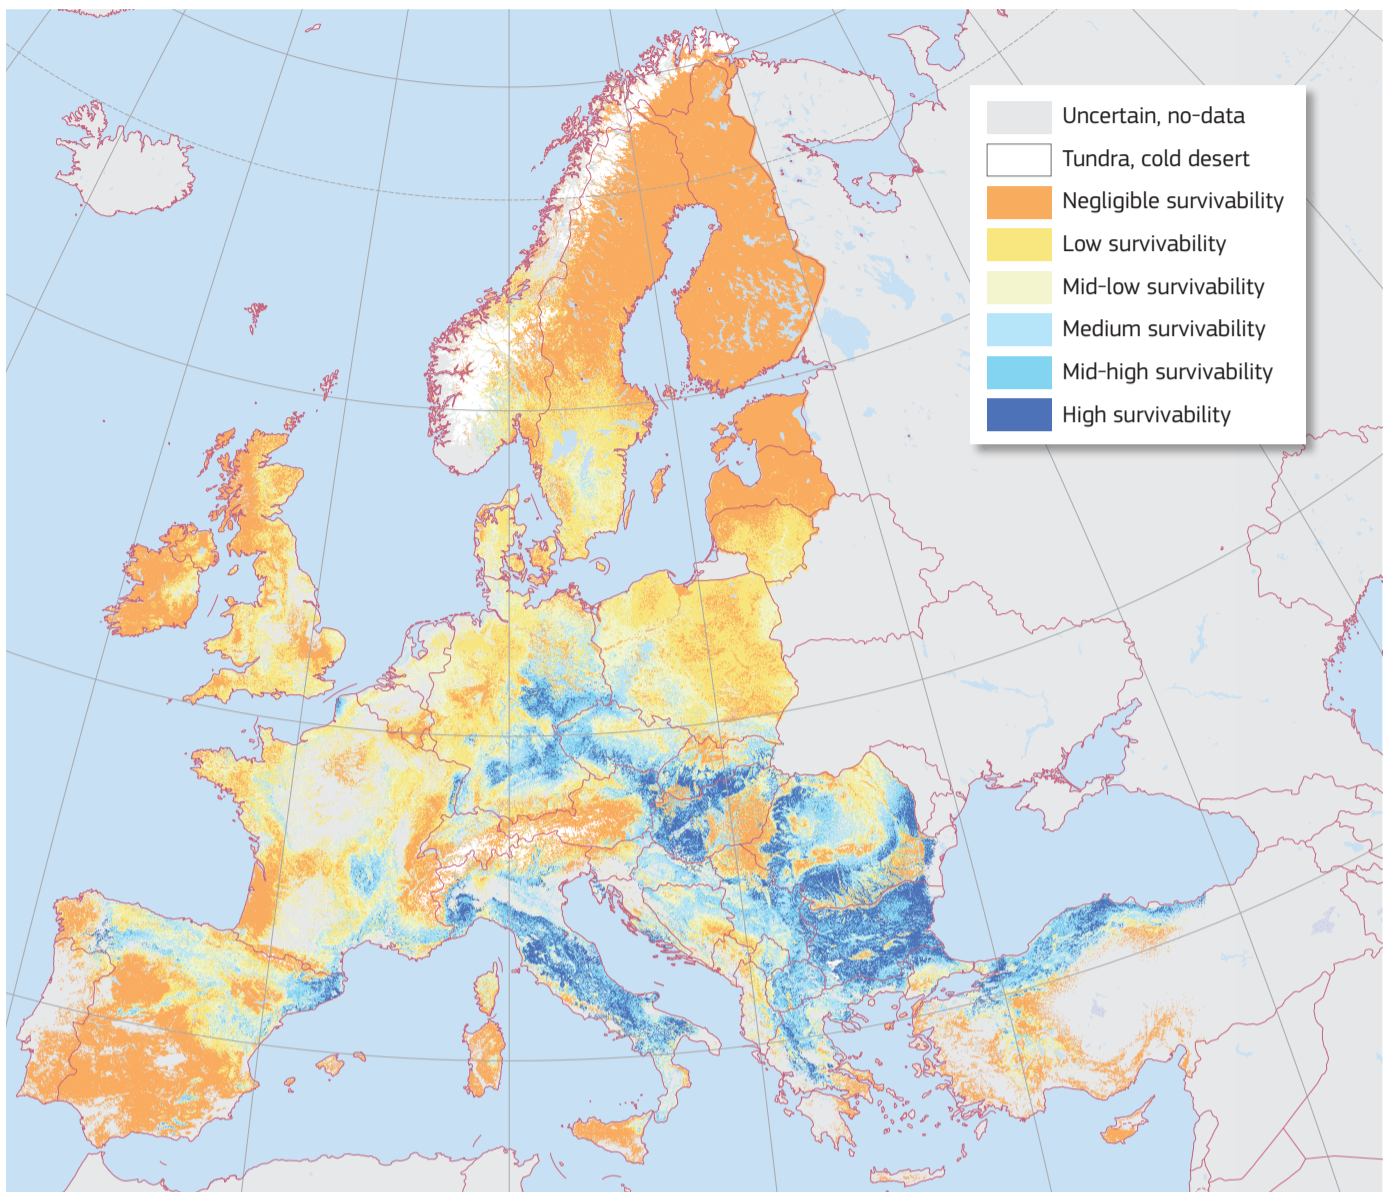 Uncertain, no-data
Tundra, cold desert
Negligible survivability
Low survivability
Mid-low survivability
Medium survivability
Mid-high survivability
High survivability